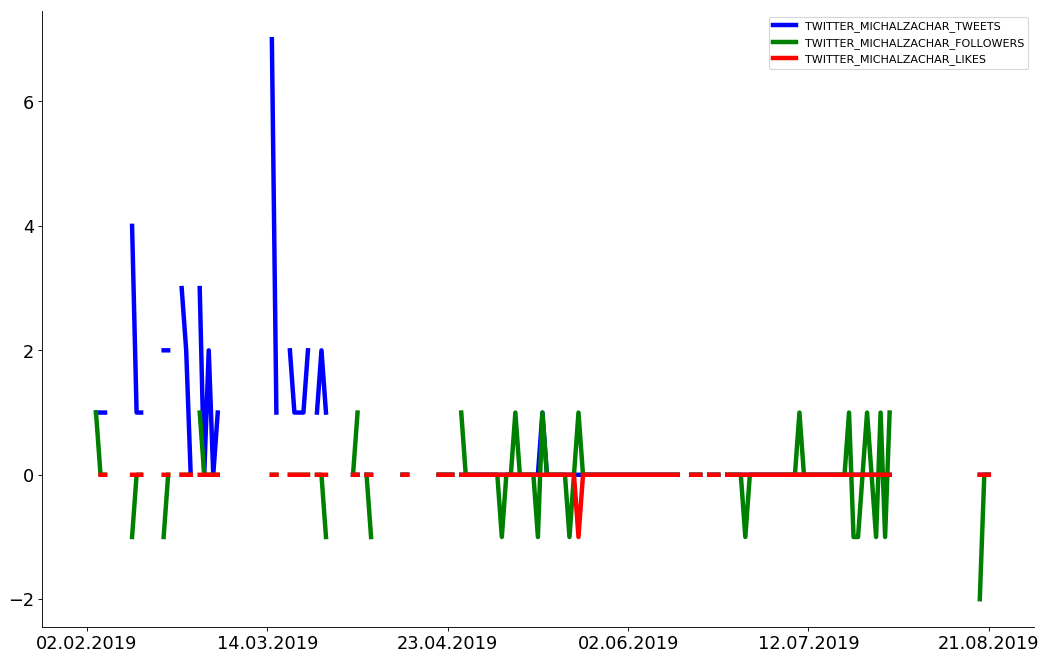 TWITTER_MICHALZACHAR_TWEETS
TWITTER_MICHALZACHAR_FOLLOWERS
TWITTER_MICHALZACHAR_LIKES
6
4
2
0
−2
02.02.2019 14.03.2019 23.04.2019 02.06.2019 12.07.2019 21.08.2019